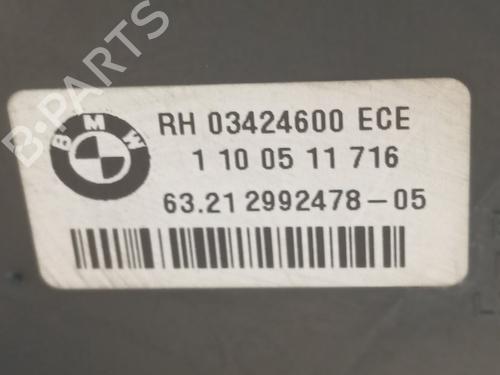 B-PARTS
BMW
RH 03424600 ECE
1 10 05 11 716
63.21 2992478-05